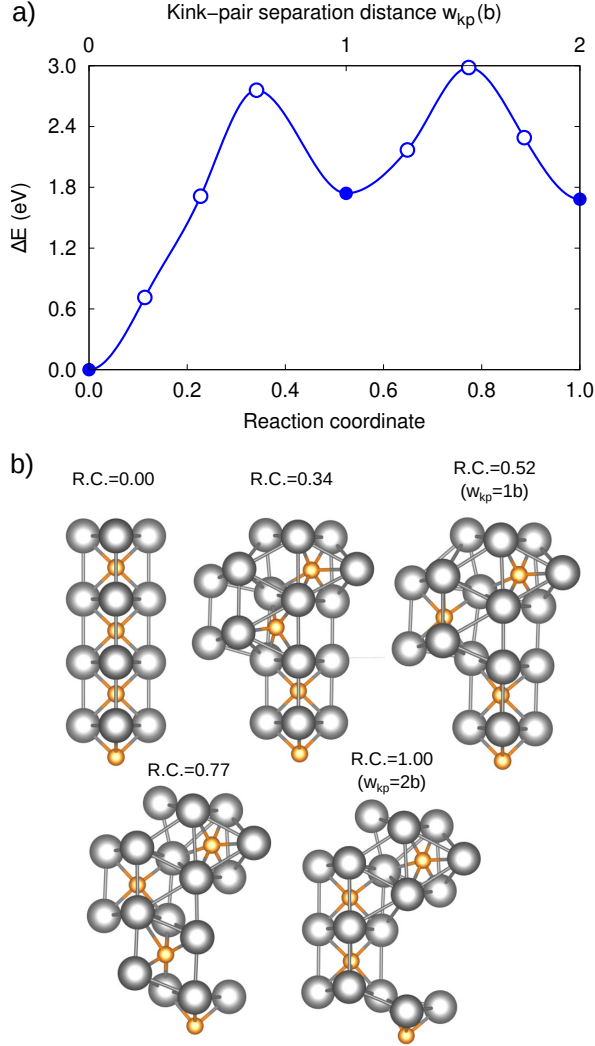 a)
Kink−pair separation distance w_kp(b)
0 1 2
3.0
2.4
1.8
1.2
0.6
0.0
ΔE (eV)
0.0 0.2 0.4 0.6 0.8 1.0
Reaction coordinate
b)
R.C.=0.00
R.C.=0.34
R.C.=0.52
(w_kp=1b)
R.C.=0.77
R.C.=1.00
(w_kp=2b)